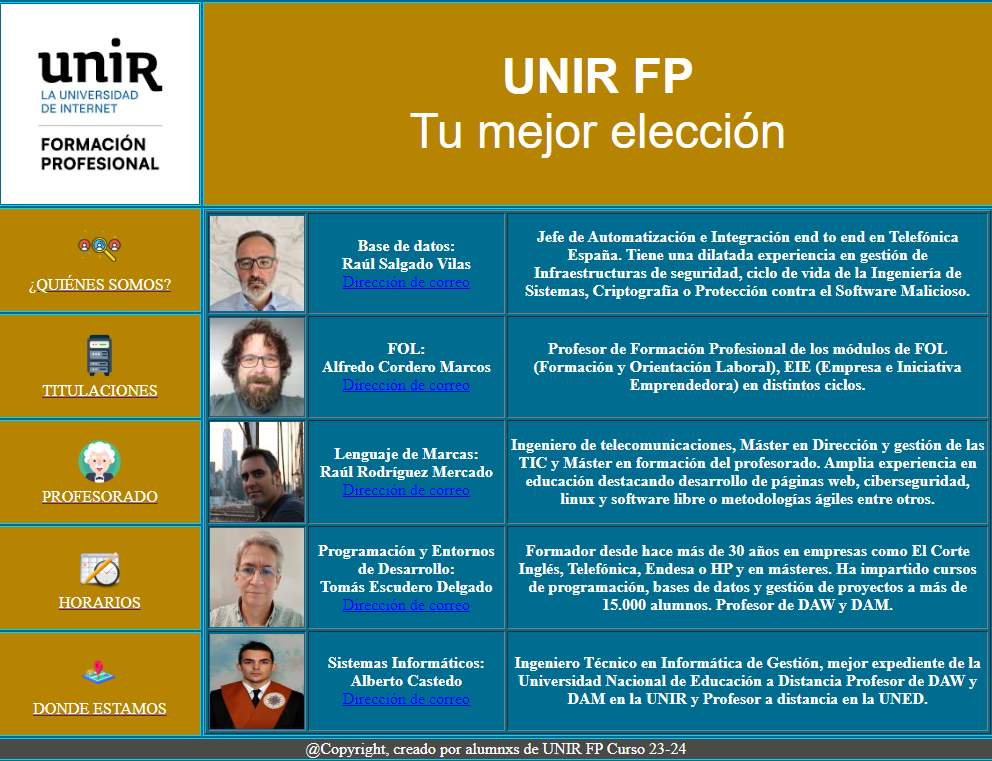 uniR
LA UNIVERSIDAD
DE INTERNET
FORMACIÓN
PROFESIONAL
UNIR FP
Tu mejor elección
¿QUIÉNES SOMOS?
TITULACIONES
PROFESORADO
HORARIOS
DONDE ESTAMOS
Base de datos:
Raúl Salgado Vilas
Dirección de correo
Jefe de Automatización e Integración end to end en Telefónica
España. Tiene una dilatada experiencia en gestión de
Infraestructuras de seguridad, ciclo de vida de la Ingeniería de
Sistemas, Criptografía o Protección contra el Software Malicioso.
FOL:
Alfredo Cordero Marcos
Dirección de correo
Profesor de Formación Profesional de los módulos de FOL
(Formación y Orientación Laboral), EIE (Empresa e Iniciativa
Emprendedora) en distintos ciclos.
Lenguaje de Marcas:
Raúl Rodríguez Mercado
Dirección de correo
Ingeniero de telecomunicaciones, Máster en Dirección y gestión de las
TIC y Máster en formación del profesorado. Amplia experiencia en
educación destacando desarrollo de páginas web, ciberseguridad,
linux y software libre o metodologías ágiles entre otros.
Programación y Entornos
de Desarrollo:
Tomás Escudero Delgado
Dirección de correo
Formador desde hace más de 30 años en empresas como El Corte
Inglés, Telefónica, Endesa o HP y en másteres. Ha impartido cursos
de programación, bases de datos y gestión de proyectos a más de
15.000 alumnos. Profesor de DAW y DAM.
Sistemas Informáticos:
Alberto Castedo
Dirección de correo
Ingeniero Técnico en Informática de Gestión, mejor expediente de la
Universidad Nacional de Educación a Distancia Profesor de DAW y
DAM en la UNIR y Profesor a distancia en la UNED.
@Copyright, creado por alumnxs de UNIR FP Curso 23-24